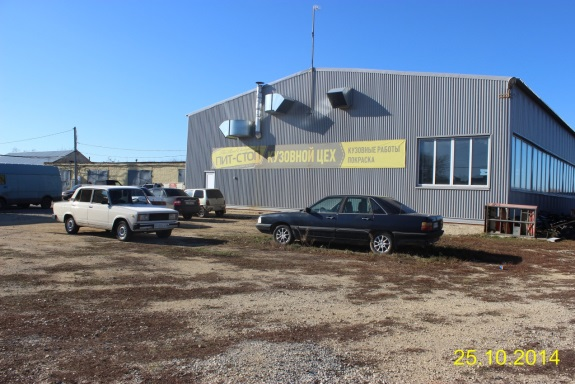 ПИТ-СТОП КУЗОВНОЙ ЦЕХ
КУЗОВНЫЕ РАБОТЫ
ПОКРАСКА
25.10.2014